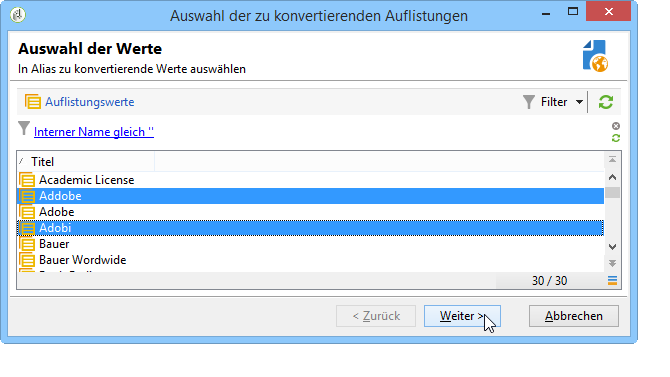 Auswahl der zu konvertierenden Auflistungen
Auswahl der Werte
In Alias zu konvertierende Werte auswählen
Auflistungswerte
Filter
Interner Name gleich ''
Titel
Academic License
Addobe
Adobe
Adobi
Bauer
Bauer Wordwide
30 / 30
< Zurück
Weiter >
Abbrechen